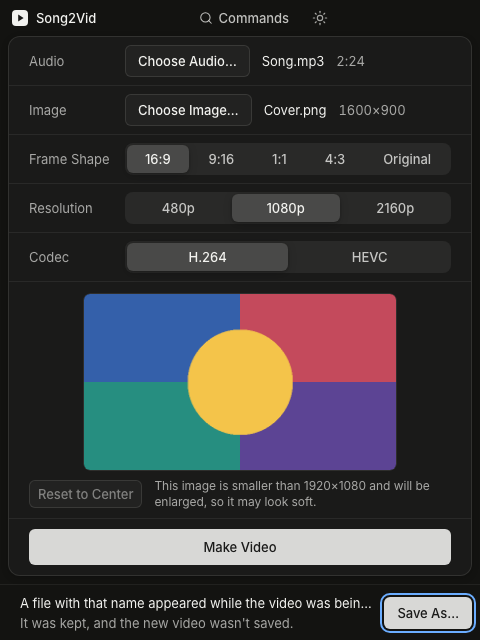 Song2Vid
Commands
Audio
Choose Audio...
Song.mp3
2:24
Image
Choose Image...
Cover.png
1600×900
Frame Shape
16:9
9:16
1:1
4:3
Original
Resolution
480p
1080p
2160p
Codec
H.264
HEVC
Reset to Center
This image is smaller than 1920×1080 and will be
enlarged, so it may look soft.
Make Video
A file with that name appeared while the video was bein...
It was kept, and the new video wasn't saved.
Save As...